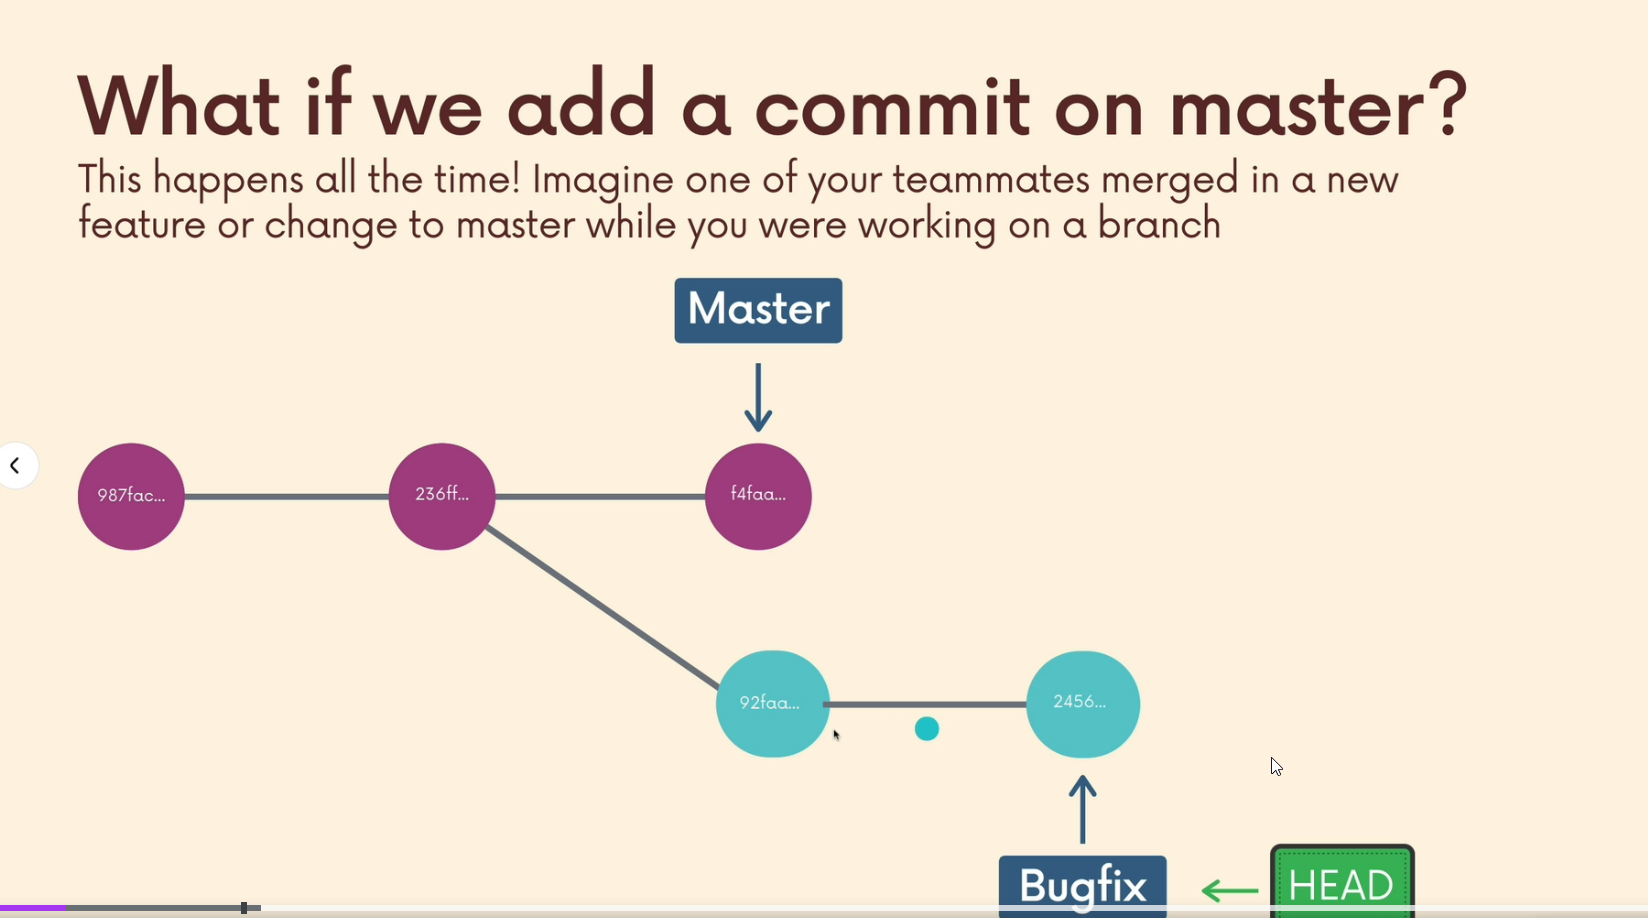 What if we add a commit on master?
This happens all the time! Imagine one of your teammates merged in a new
feature or change to master while you were working on a branch
Master
987fac...
236ff...
f4faa...
92faa...
2456...
Bugfix
HEAD